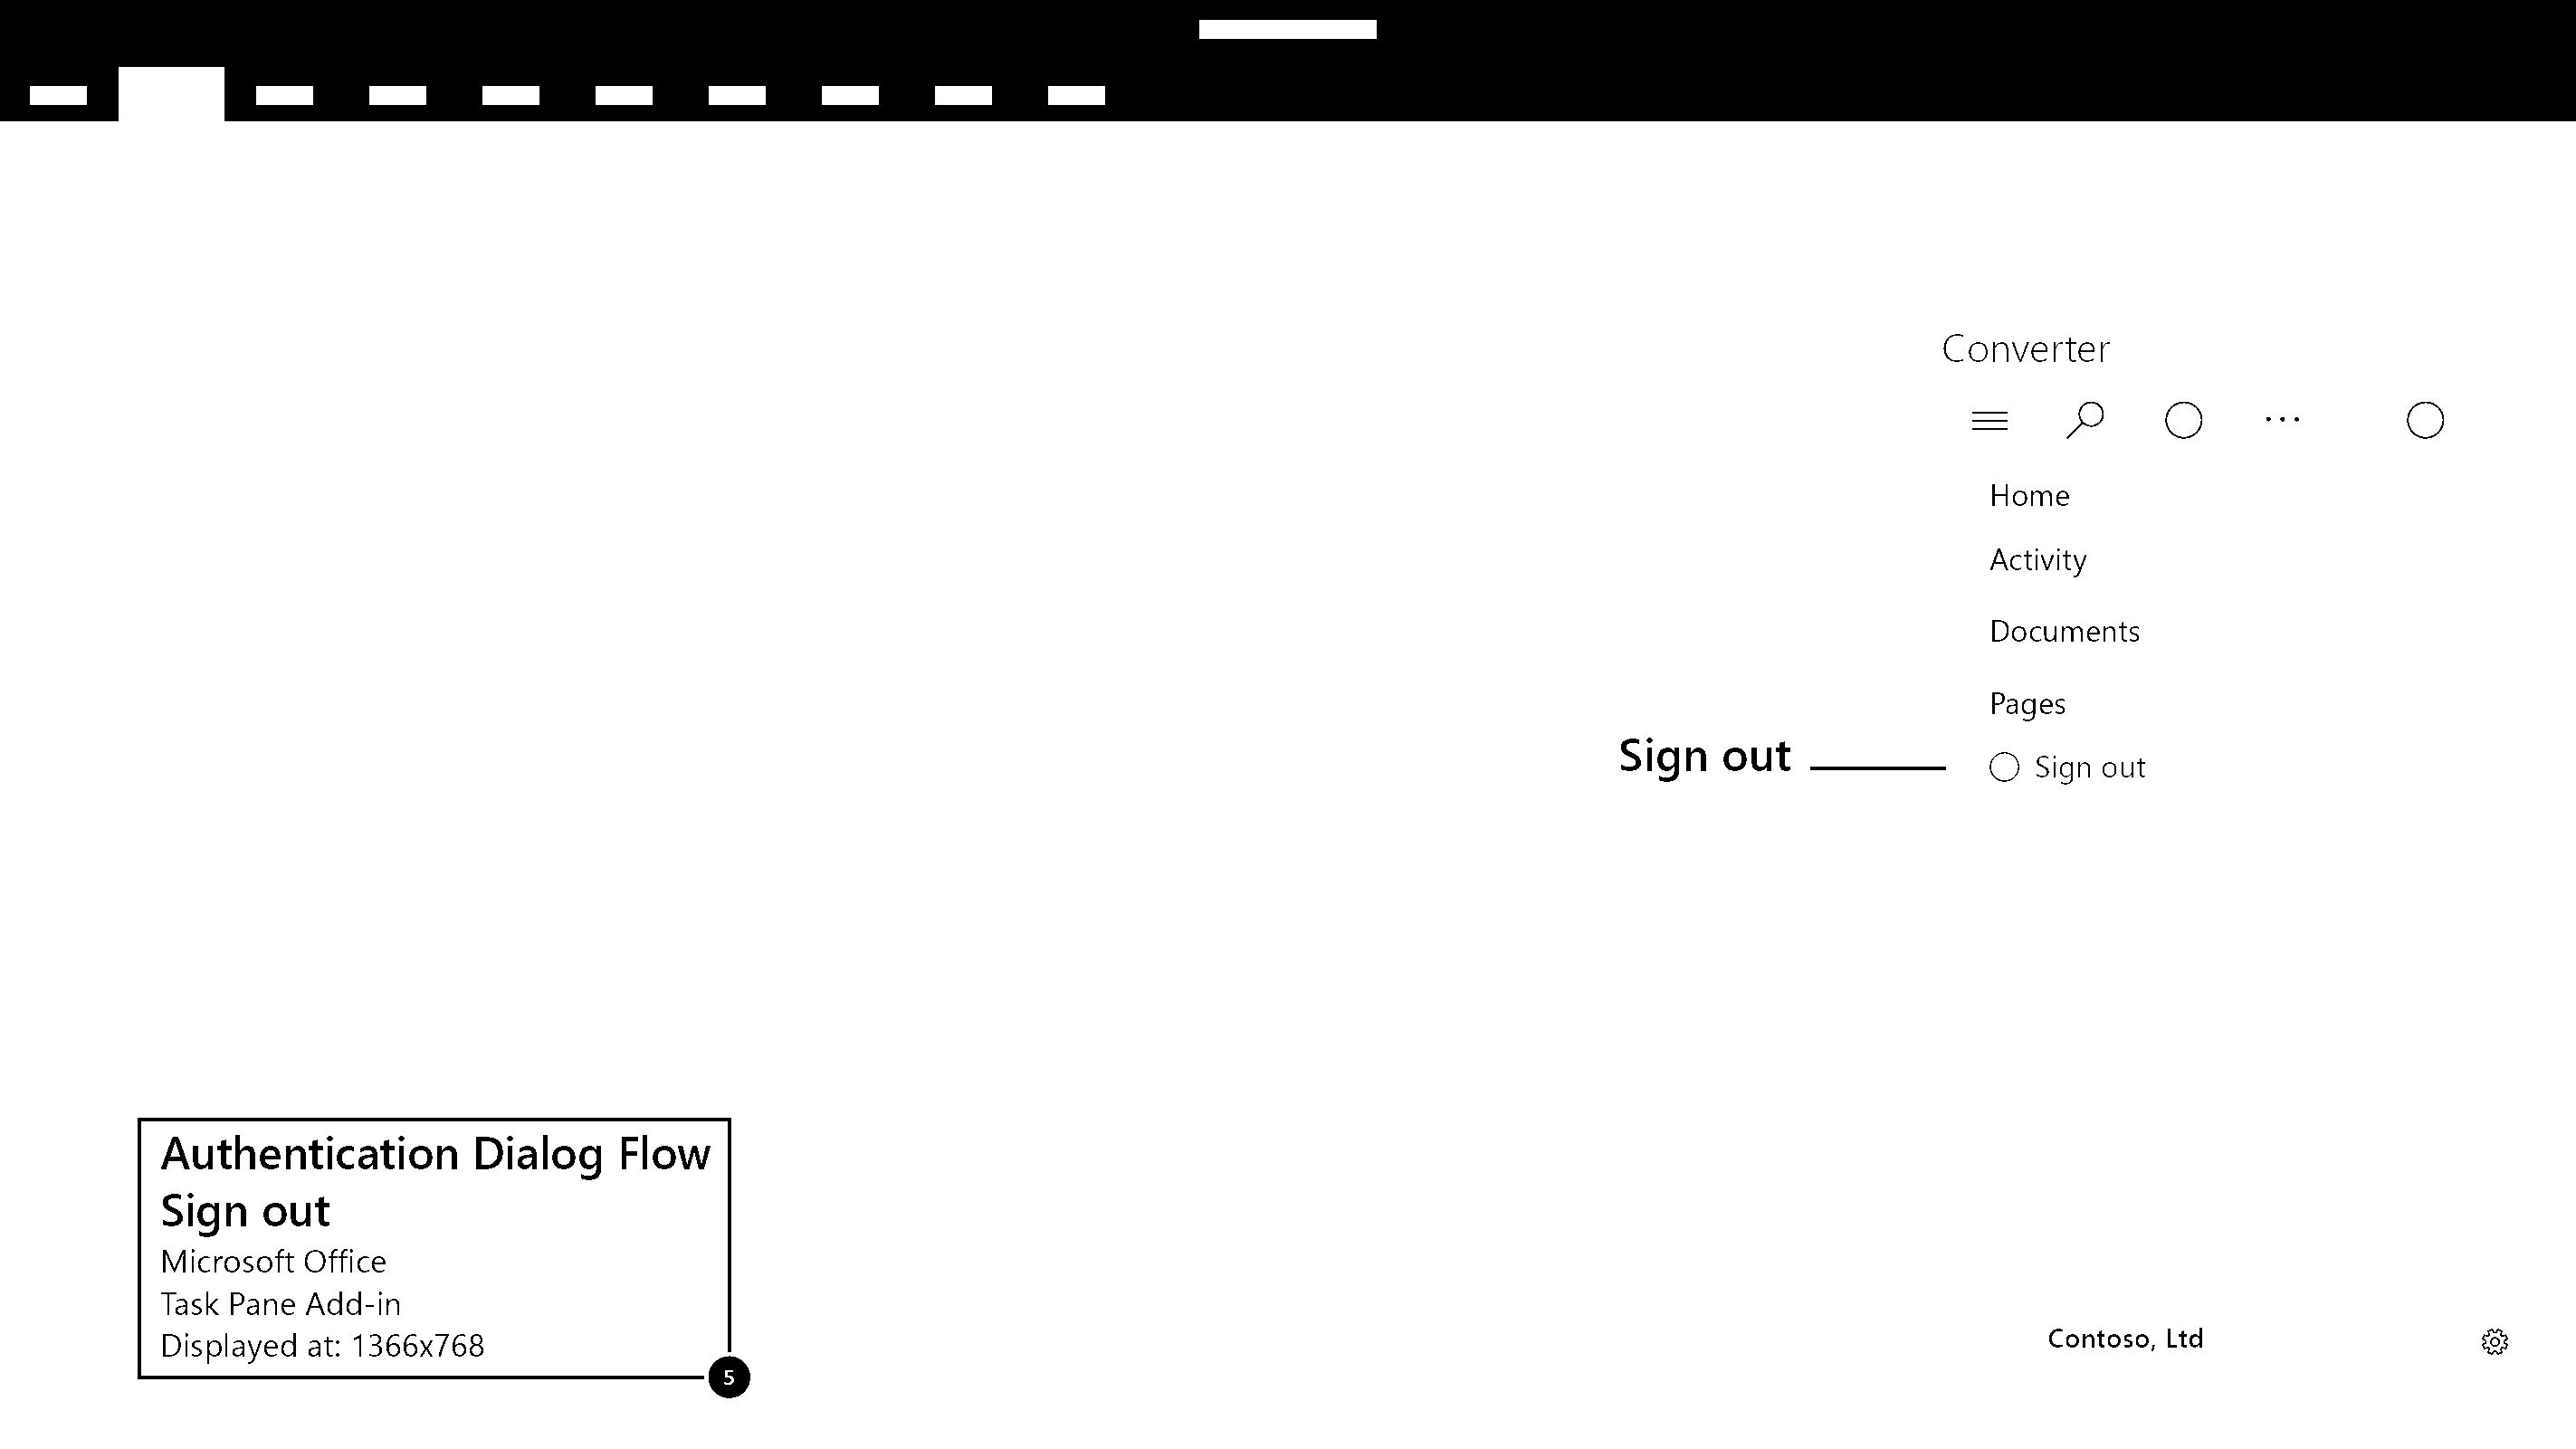 Converter
Home
Activity
Documents
Pages
Sign out
Sign out
Authentication Dialog Flow
Sign out
Microsoft Office
Task Pane Add-in
Displayed at: 1366x768
5
Contoso, Ltd